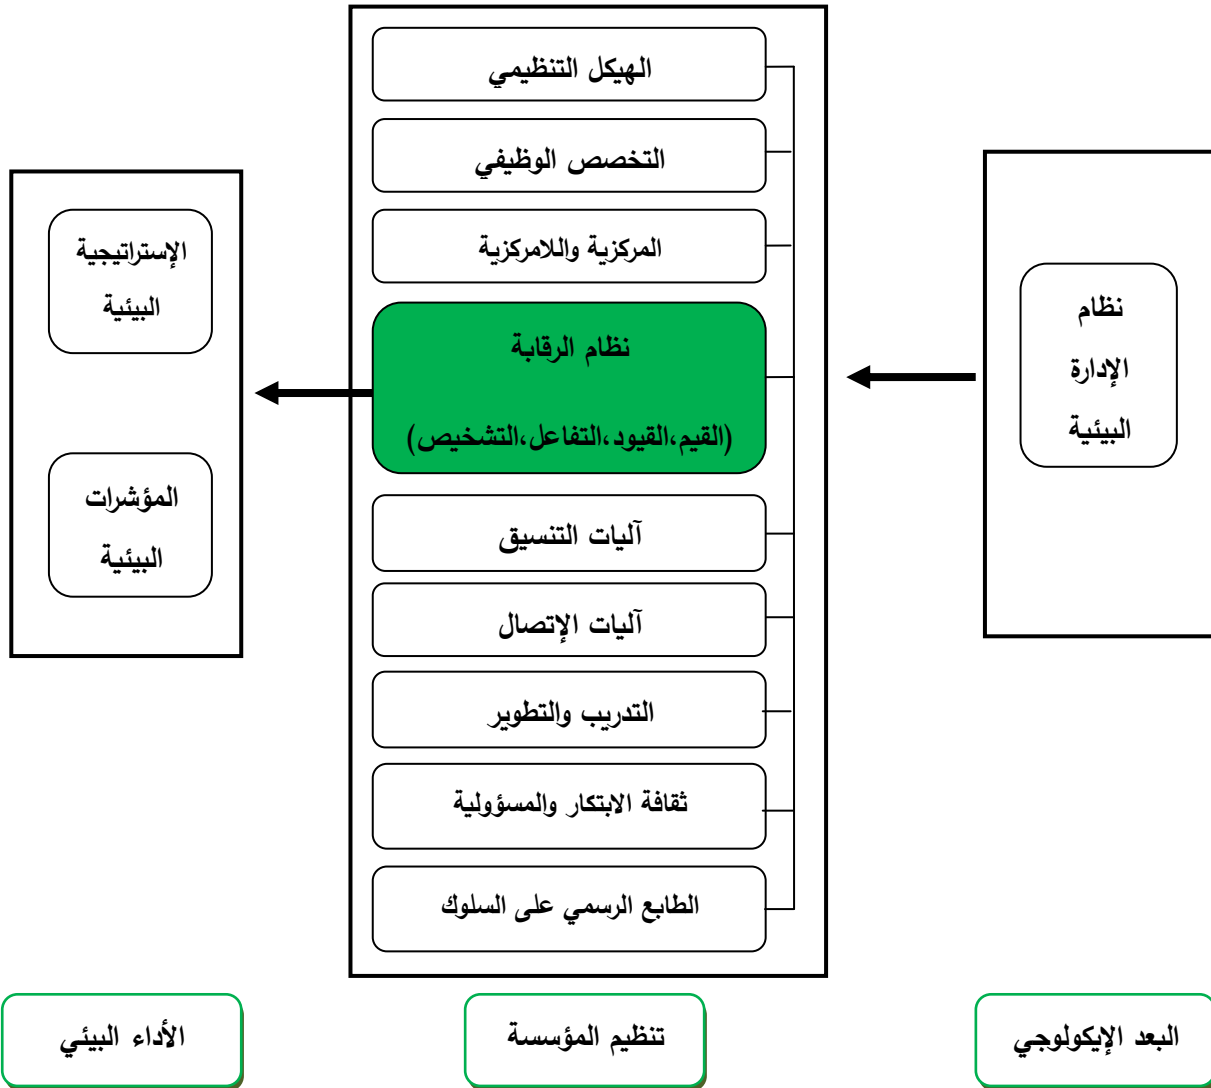 نظام
الإدارة
البيئية
الهيكل التنظيمي
التخصص الوظيفي
المركزية واللامركزية
نظام الرقابة
(القيم،القيود،التفاعل،التشخيص)
آليات التنسيق
آليات الإتصال
التدريب والتطوير
ثقافة الابتكار والمسؤولية
الطابع الرسمي على السلوك
الإستراتيجية
البيئية
المؤشرات
البيئية
البعد الإيكولوجي
تنظيم المؤسسة
الأداء البيئي